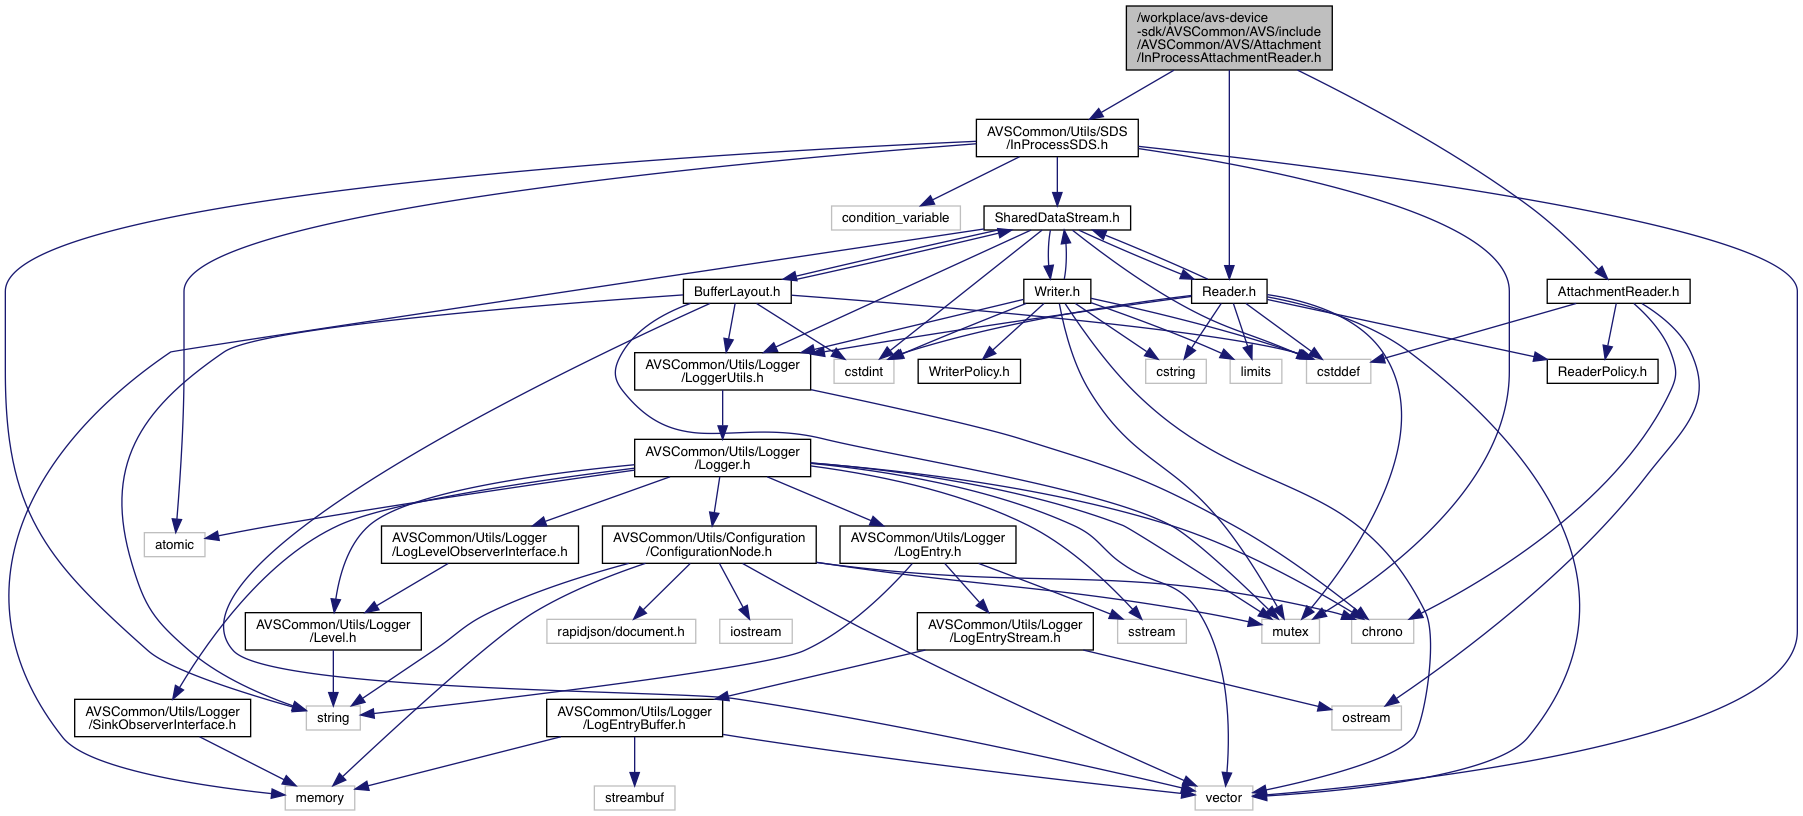 /workplace/avs-device
-sdk/AVSCommon/AVS/include
/AVSCommon/AVS/Attachment
/InProcessAttachmentReader.h
AVSCommon/Utils/SDS
/InProcessSDS.h
condition_variable
SharedDataStream.h
BufferLayout.h
Writer.h
Reader.h
AttachmentReader.h
AVSCommon/Utils/Logger
/LoggerUtils.h
cstdint
WriterPolicy.h
cstring
limits
cstddef
ReaderPolicy.h
AVSCommon/Utils/Logger
/Logger.h
atomic
AVSCommon/Utils/Logger
/LogLevelObserverInterface.h
AVSCommon/Utils/Configuration
/ConfigurationNode.h
AVSCommon/Utils/Logger
/LogEntry.h
AVSCommon/Utils/Logger
/Level.h
rapidjson/document.h
iostream
AVSCommon/Utils/Logger
/LogEntryStream.h
sstream
mutex
chrono
AVSCommon/Utils/Logger
/SinkObserverInterface.h
string
AVSCommon/Utils/Logger
/LogEntryBuffer.h
ostream
memory
streambuf
vector